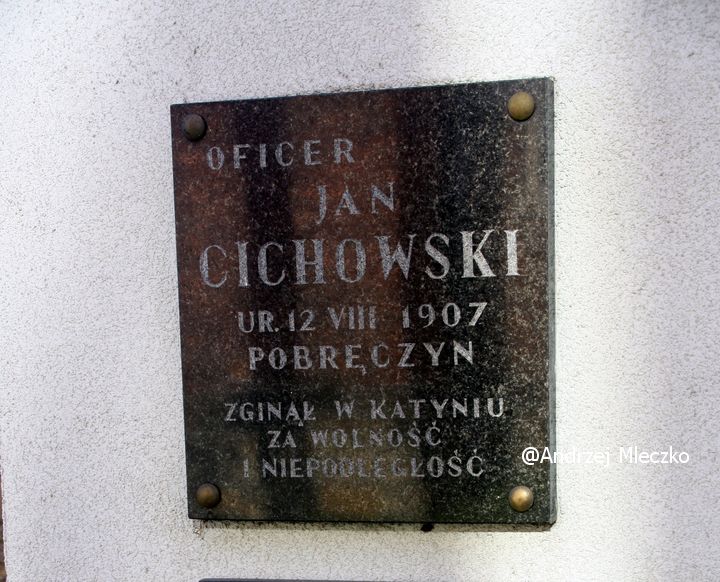 OFICER
JAN
CICHOWSKI
UR. 12 VIII 1907
POBRĘCZYN
ZGINĄŁ W KATYNIU
ZA WOLNOŚĆ
I NIEPODLEGŁOŚĆ
@Andrzej Mleczko